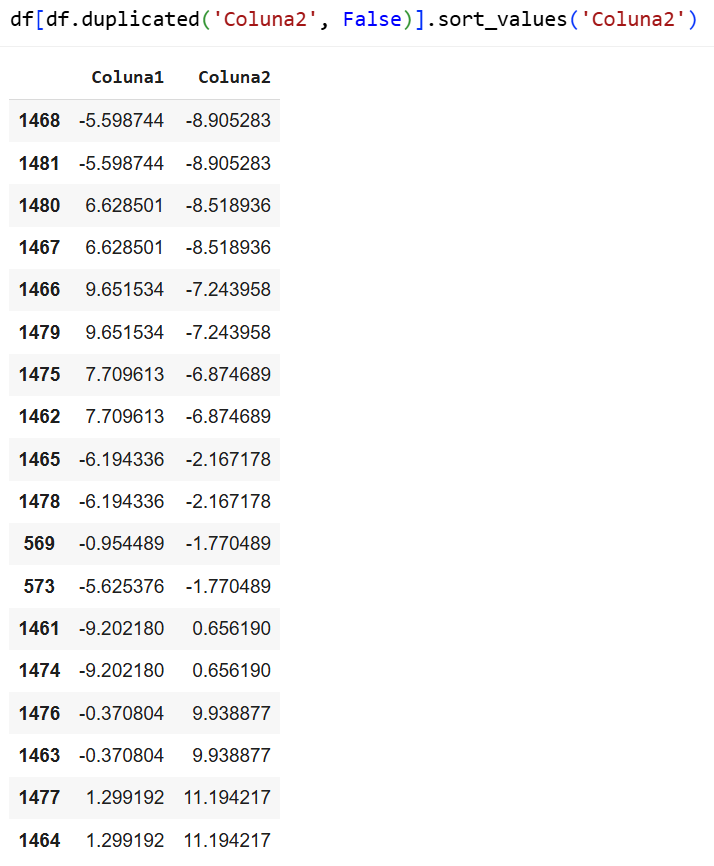 df[df.duplicated('Coluna2', False)].sort_values('Coluna2')
Coluna1 Coluna2
1468 -5.598744 -8.905283
1481 -5.598744 -8.905283
1480 6.628501 -8.518936
1467 6.628501 -8.518936
1466 9.651534 -7.243958
1479 9.651534 -7.243958
1475 7.709613 -6.874689
1462 7.709613 -6.874689
1465 -6.194336 -2.167178
1478 -6.194336 -2.167178
569 -0.954489 -1.770489
573 -5.625376 -1.770489
1461 -9.202180 0.656190
1474 -9.202180 0.656190
1476 -0.370804 9.938877
1463 -0.370804 9.938877
1477 1.299192 11.194217
1464 1.299192 11.194217